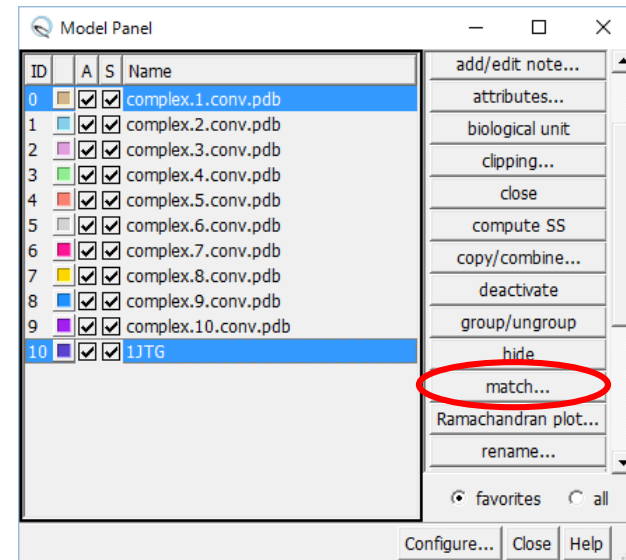 Model Panel
ID A S Name
0 complex.1.conv.pdb
1 complex.2.conv.pdb
2 complex.3.conv.pdb
3 complex.4.conv.pdb
4 complex.5.conv.pdb
5 complex.6.conv.pdb
6 complex.7.conv.pdb
7 complex.8.conv.pdb
8 complex.9.conv.pdb
9 complex.10.conv.pdb
10 1JTG
add/edit note...
attributes...
biological unit
clipping...
close
compute SS
copy/combine...
deactivate
group/ungroup
hide
match...
Ramachandran plot...
rename...
favorites all
Configure... Close Help